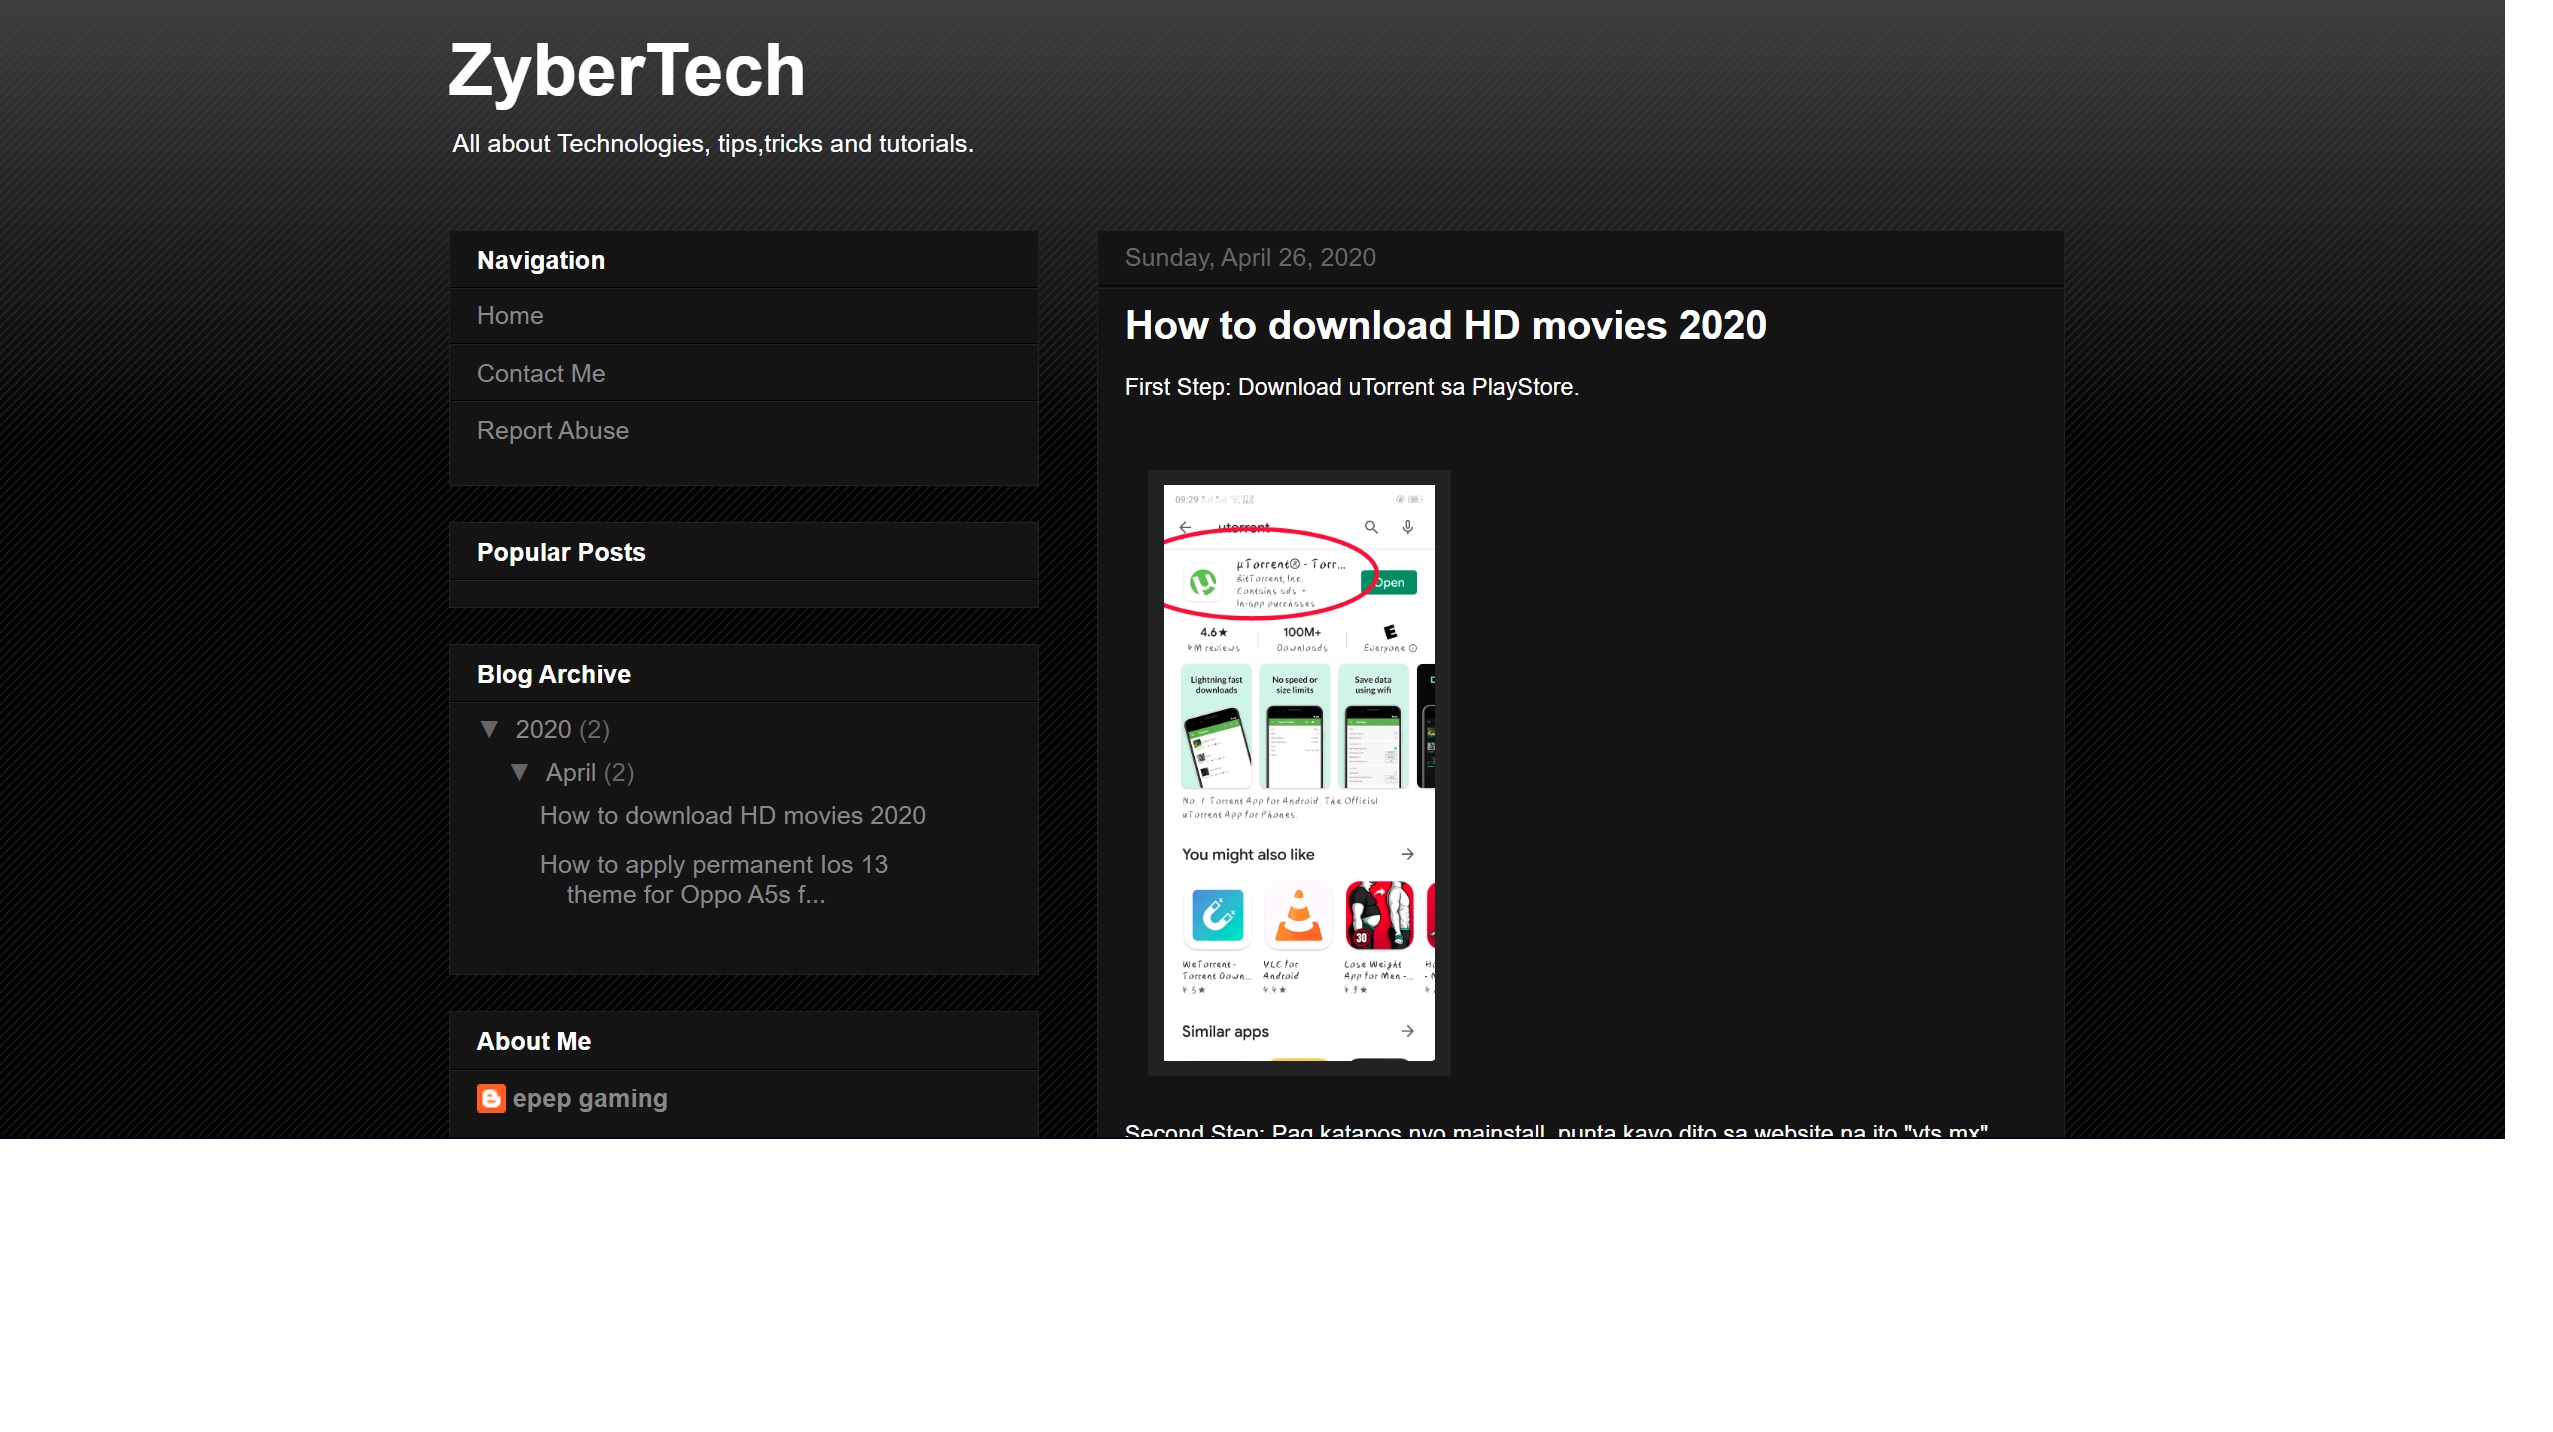 ZyberTech
All about Technologies, tips,tricks and tutorials.
Navigation
Home
Contact Me
Report Abuse
Popular Posts
Blog Archive
▼ 2020 (2)
▼ April (2)
How to download HD movies 2020
How to apply permanent Ios 13
theme for Oppo A5s f...
About Me
epep gaming
Sunday, April 26, 2020
How to download HD movies 2020
First Step: Download uTorrent sa PlayStore.
09:29
utorrent
µTorrent® - Torr...
BitTorrent, Inc.
Contains ads •
In-app purchases
Open
4.6★ 100M+ E
4M reviews Downloads Everyone
Lightning fast
downloads
No speed or
size limits
Save data
using wifi
No. 1 Torrent App for Android. The Official
uTorrent App for Phones.
You might also like
30
WeTorrent -
Torrent Down...
4.5★
VLC for
Android
4.4★
Lose Weight
App for Men -...
4.9★
Similar apps
Second Step: Pag katapos nyo mainstall, punta kayo dito sa website na ito "yts.mx"